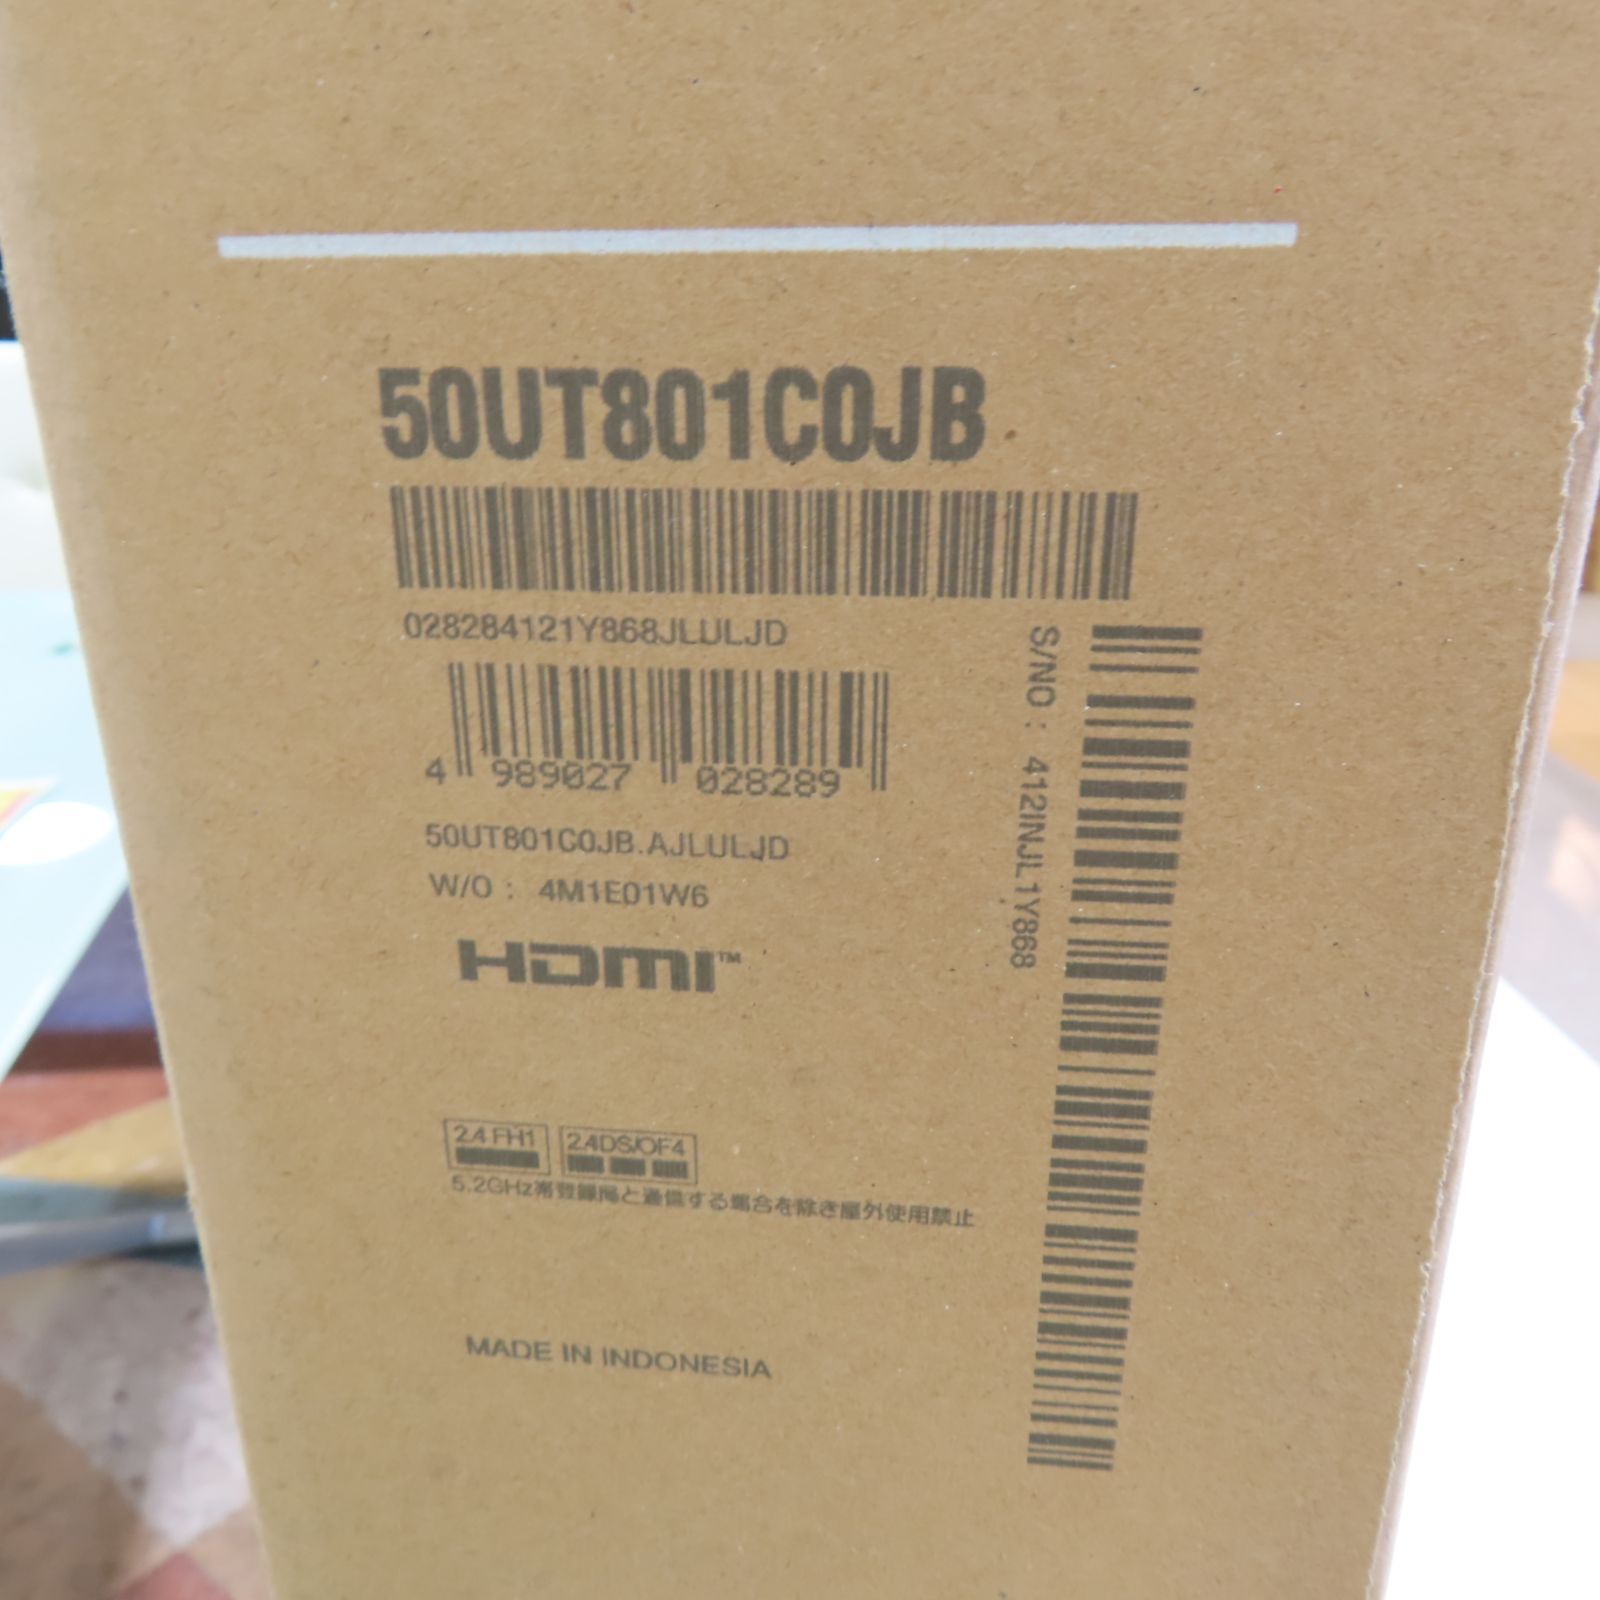 50UT801C0JB
028284121Y868JLULJD
4 989027 028289
50UT801C0JB.AJLULJD
W/O : 4M1E01W6
HDMI™
S/NO : 412INJL1Y868
2.4FH1 2.4DS/OF4
5.2GHz帯登録局と通信する場合を除き屋外使用禁止
MADE IN INDONESIA